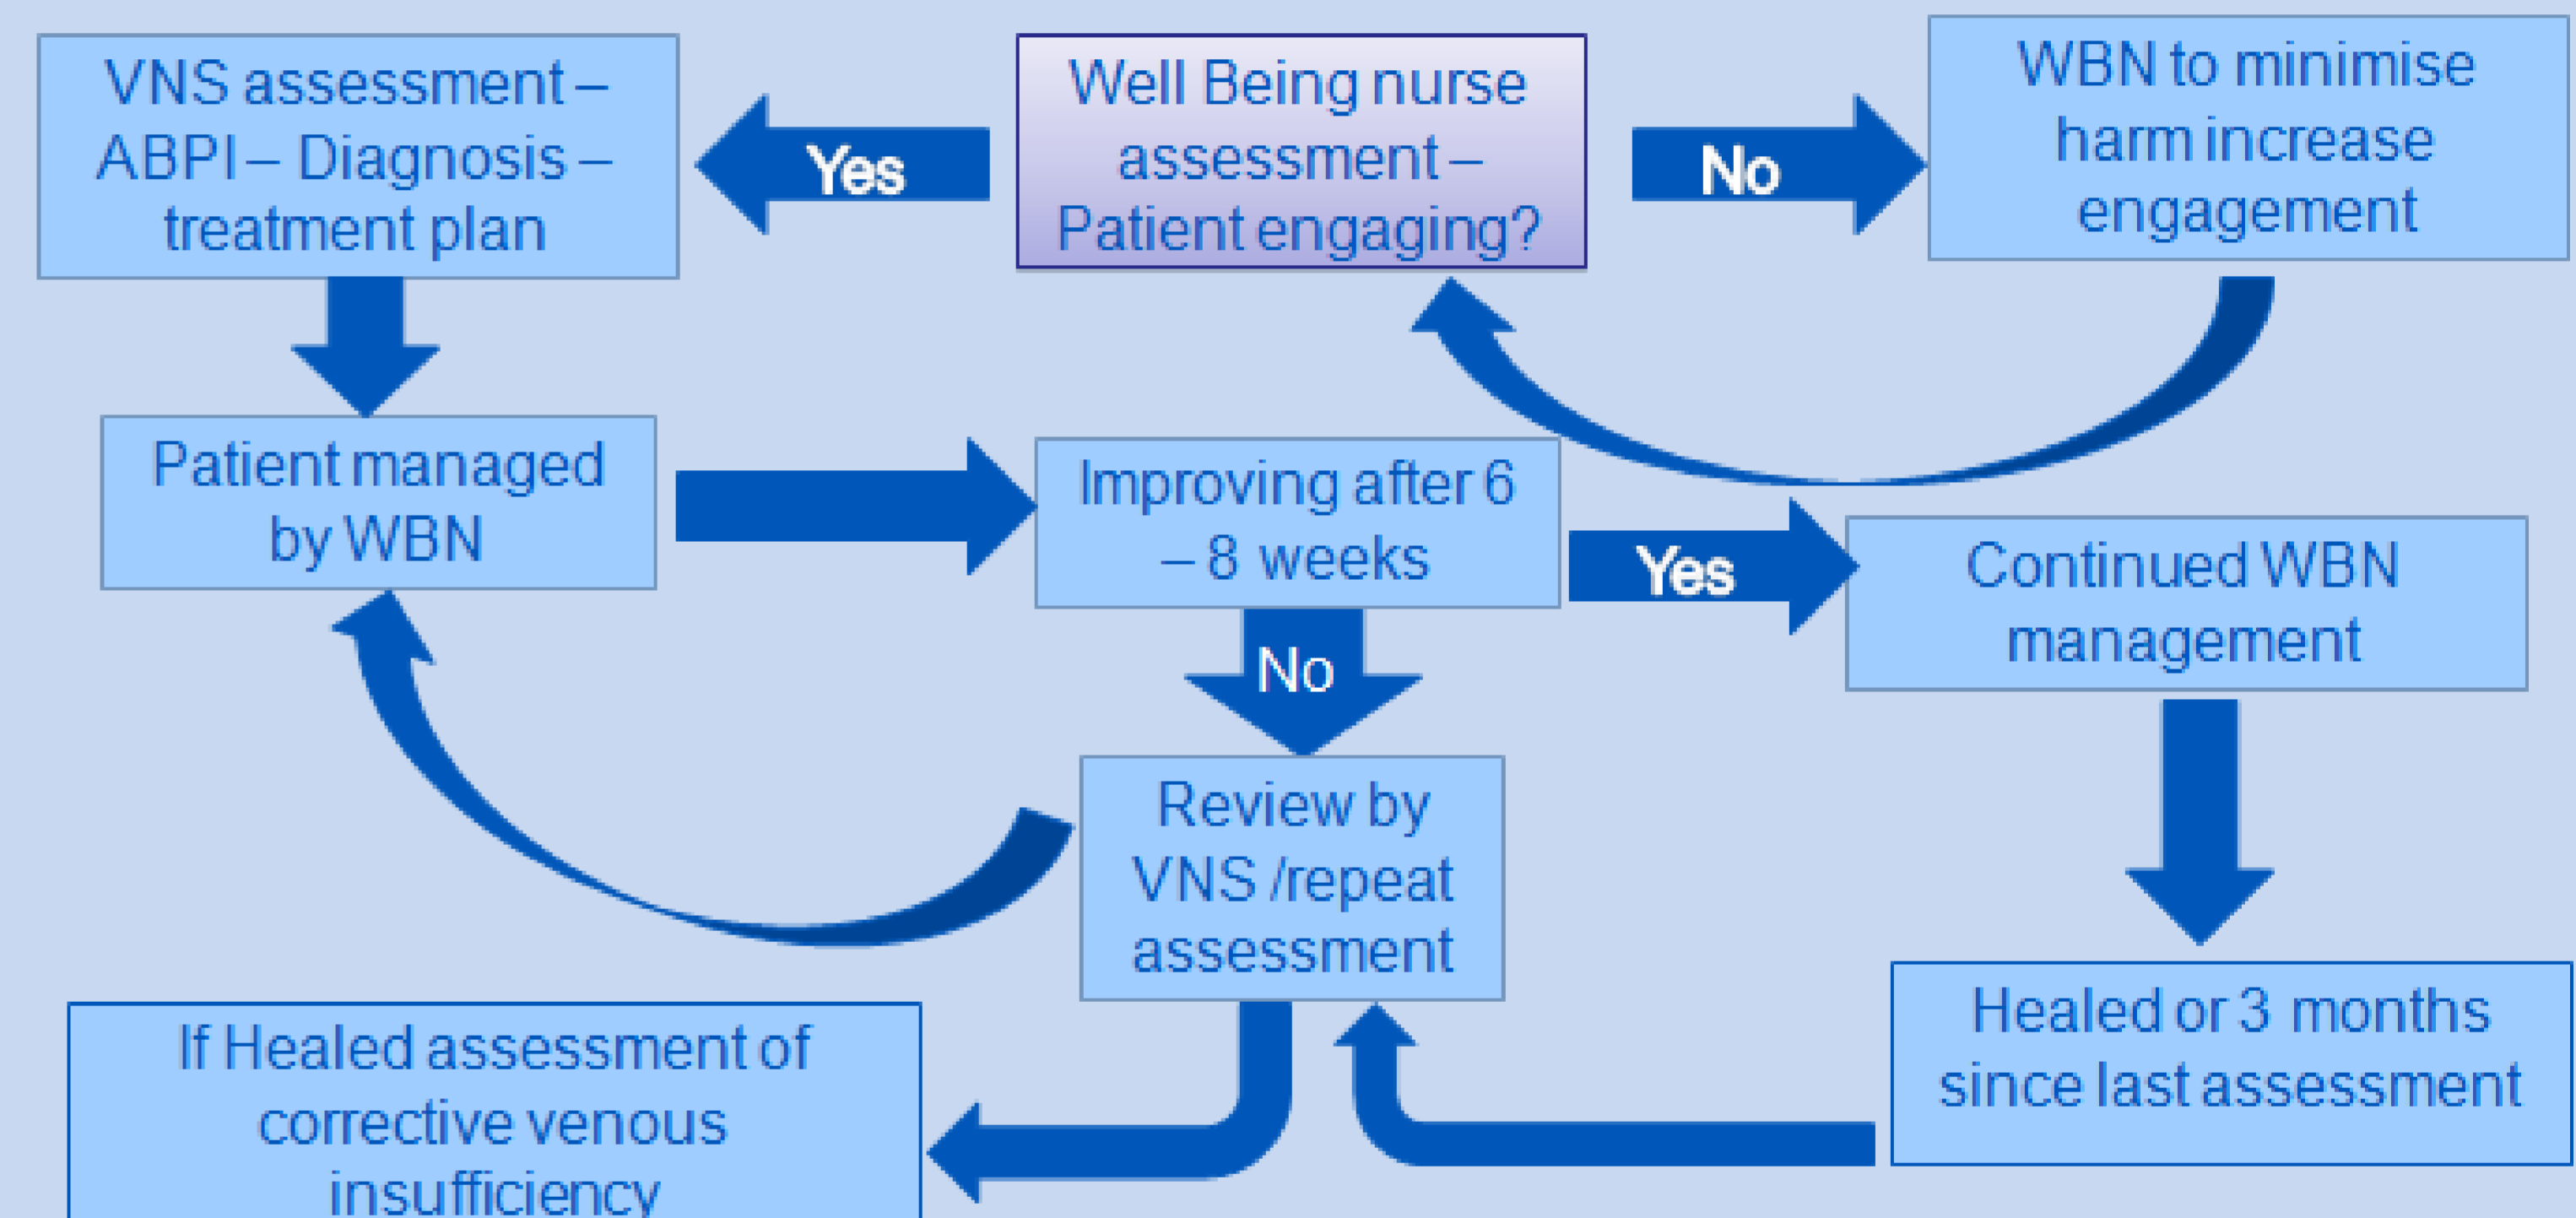 VNS assessment –
ABPI – Diagnosis –
treatment plan
Yes
Well Being nurse
assessment –
Patient engaging?
No
WBN to minimise
harm increase
engagement
Patient managed
by WBN
Improving after 6
– 8 weeks
Yes
Continued WBN
management
No
Review by
VNS /repeat
assessment
If Healed assessment of
corrective venous
insufficiency
Healed or 3 months
since last assessment